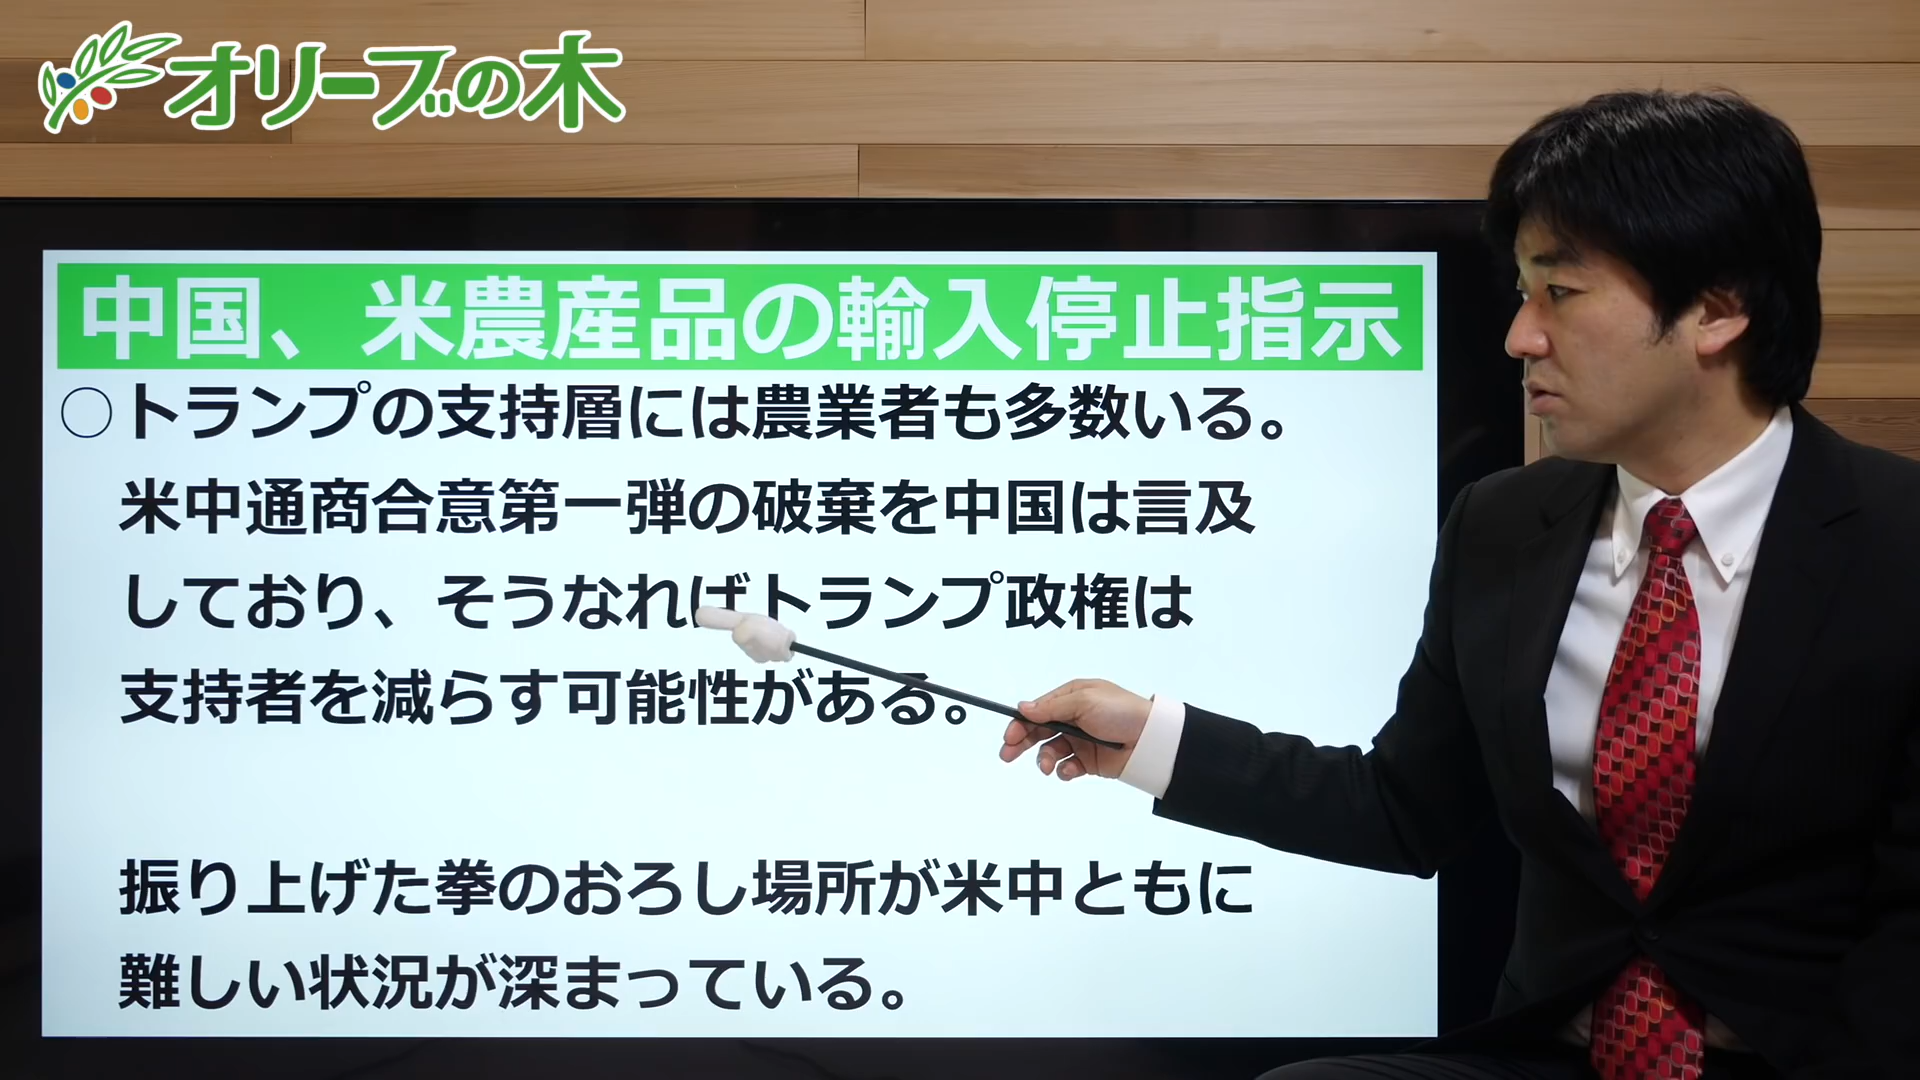 オリーブの木
中国、米農産品の輸入停止指示
○トランプの支持層には農業者も多数いる。
米中通商合意第一弾の破棄を中国は言及
しており、そうなればトランプ政権は
支持者を減らす可能性がある。
振り上げた拳のおろし場所が米中ともに
難しい状況が深まっている。